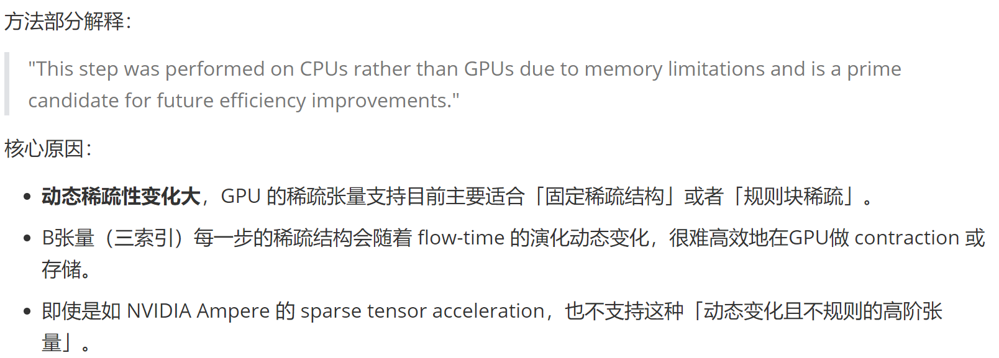 方法部分解释：
"This step was performed on CPUs rather than GPUs due to memory limitations and is a prime
candidate for future efficiency improvements."
核心原因：
• 动态稀疏性变化大，GPU 的稀疏张量支持目前主要适合「固定稀疏结构」或者「规则块稀疏」。
• B张量（三索引）每一步的稀疏结构会随着 flow-time 的演化动态变化，很难高效地在GPU做 contraction 或
存储。
• 即使是如 NVIDIA Ampere 的 sparse tensor acceleration，也不支持这种「动态变化且不规则的高阶张
量」。